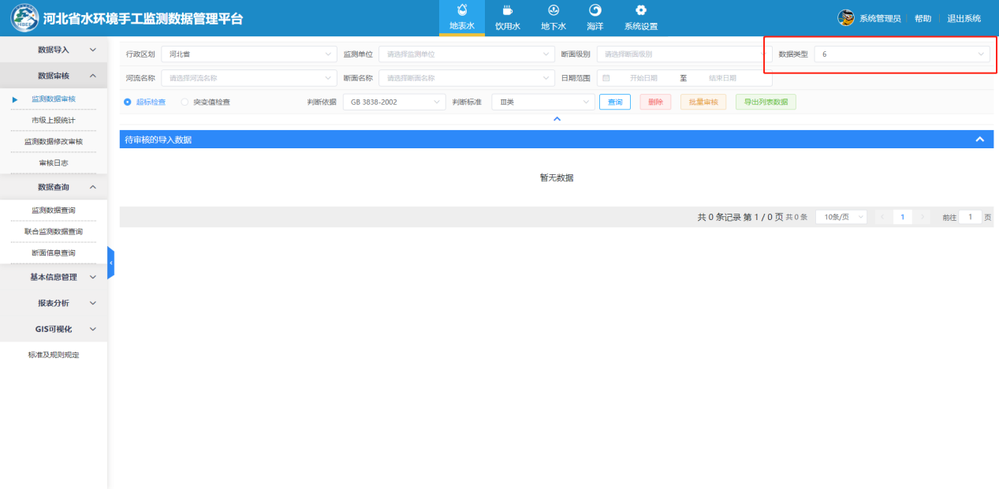 河北省水环境手工监测数据管理平台
地表水 饮用水 地下水 海洋 系统设置
系统管理员 帮助 退出系统
数据导入
数据审核
监测数据审核
市级上报统计
监测数据修改审核
审核日志
数据查询
监测数据查询
联合监测数据查询
断面信息查询
基本信息管理
报表分析
GIS可视化
标准及规则规定
行政区划 河北省 监测单位 请选择监测单位 断面级别 请选择断面级别 数据类型 6
河流名称 请选择河流名称 断面名称 请选择断面名称 日期范围 开始日期 至 结束日期
超标检查 突变值检查 判断依据 GB 3838-2002 判断标准 III类 查询 删除 批量审核 导出列表数据
待审核的导入数据
暂无数据
共 0 条记录 第 1 / 0 页 共 0 条 10条/页 1 前往 1 页